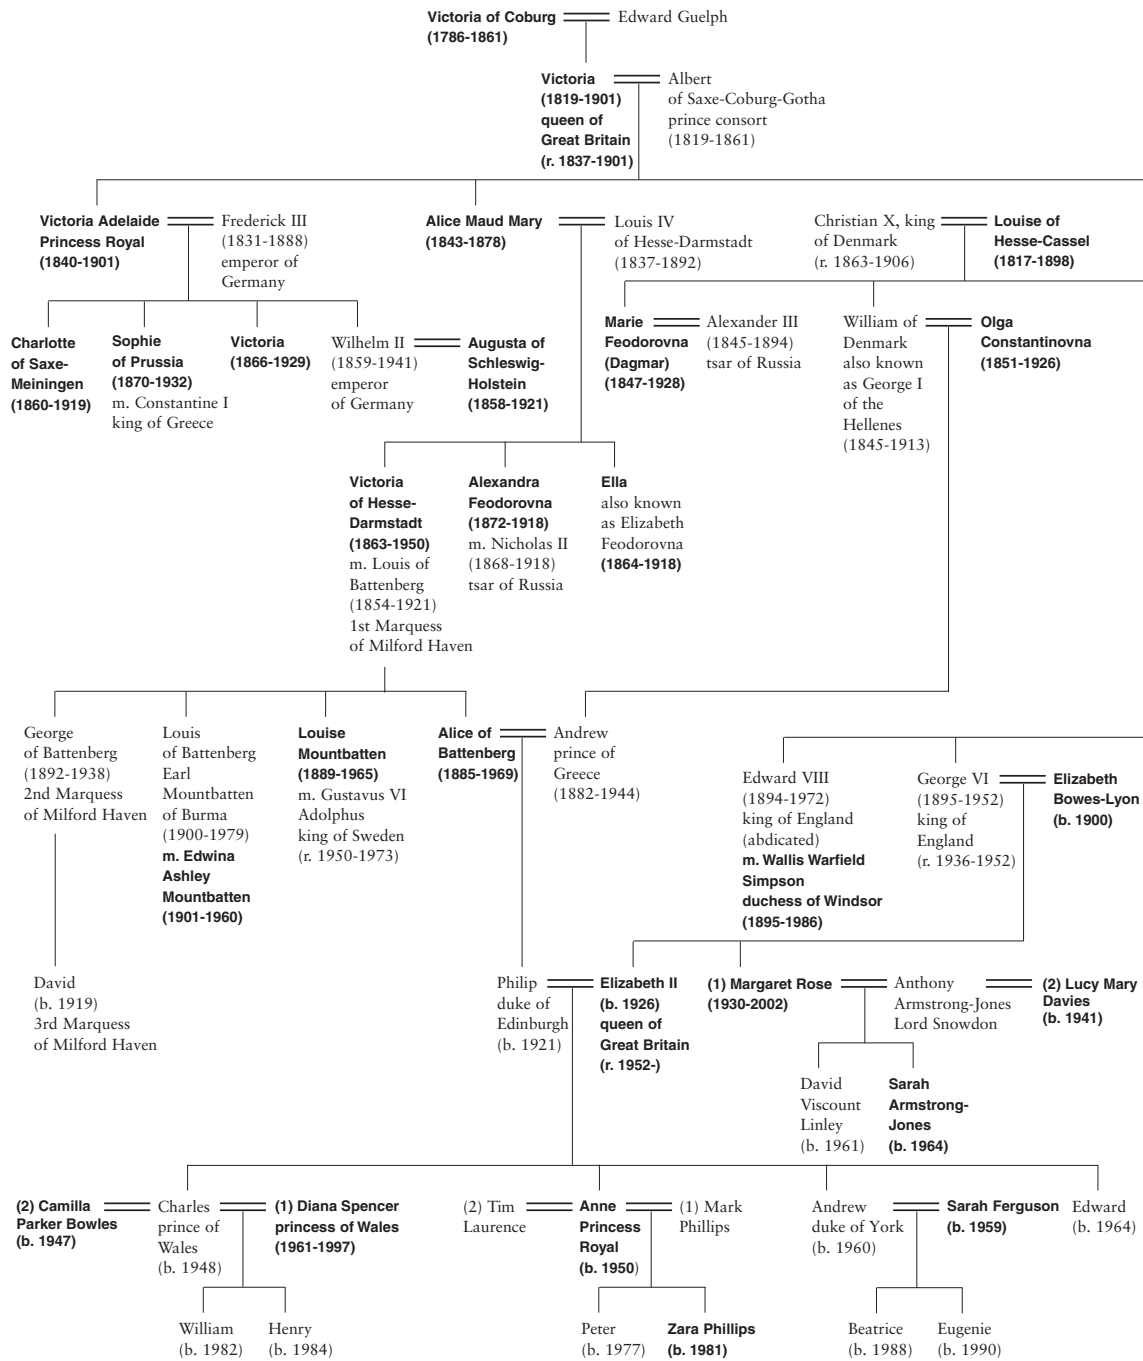 Victoria of Coburg
(1786-1861)
Edward Guelph
Victoria
(1819-1901)
queen of
Great Britain
(r. 1837-1901)
Albert
of Saxe-Coburg-Gotha
prince consort
(1819-1861)
Victoria Adelaide
Princess Royal
(1840-1901)
Frederick III
(1831-1888)
emperor of
Germany
Alice Maud Mary
(1843-1878)
Louis IV
of Hesse-Darmstadt
(1837-1892)
Christian X, king
of Denmark
(r. 1863-1906)
Louise of
Hesse-Cassel
(1817-1898)
Charlotte
of Saxe-
Meiningen
(1860-1919)
Sophie
of Prussia
(1870-1932)
m. Constantine I
king of Greece
Victoria
(1866-1929)
Wilhelm II
(1859-1941)
emperor
of Germany
Augusta of
Schleswig-
Holstein
(1858-1921)
Marie
Feodorovna
(Dagmar)
(1847-1928)
Alexander III
(1845-1894)
tsar of Russia
William of
Denmark
also known
as George I
of the
Hellenes
(1845-1913)
Olga
Constantinovna
(1851-1926)
Victoria
of Hesse-
Darmstadt
(1863-1950)
m. Louis of
Battenberg
(1854-1921)
1st Marquess
of Milford Haven
Alexandra
Feodorovna
(1872-1918)
m. Nicholas II
(1868-1918)
tsar of Russia
Ella
also known
as Elizabeth
Feodorovna
(1864-1918)
George
of Battenberg
(1892-1938)
2nd Marquess
of Milford Haven
Louis
of Battenberg
Earl
Mountbatten
of Burma
(1900-1979)
m. Edwina
Ashley
Mountbatten
(1901-1960)
Louise
Mountbatten
(1889-1965)
m. Gustavus VI
Adolphus
king of Sweden
(r. 1950-1973)
Alice of
Battenberg
(1885-1969)
Andrew
prince of
Greece
(1882-1944)
Edward VIII
(1894-1972)
king of England
(abdicated)
m. Wallis Warfield
Simpson
duchess of Windsor
(1895-1986)
George VI
(1895-1952)
king of
England
(r. 1936-1952)
Elizabeth
Bowes-Lyon
(b. 1900)
David
(b. 1919)
3rd Marquess
of Milford Haven
Philip
duke of
Edinburgh
(b. 1921)
Elizabeth II
(b. 1926)
queen of
Great Britain
(r. 1952-)
(1) Margaret Rose
(1930-2002)
Anthony
Armstrong-Jones
Lord Snowdon
(2) Lucy Mary
Davies
(b. 1941)
David
Viscount
Linley
(b. 1961)
Sarah
Armstrong-
Jones
(b. 1964)
(2) Camilla
Parker Bowles
(b. 1947)
Charles
prince of
Wales
(b. 1948)
(1) Diana Spencer
princess of Wales
(1961-1997)
(2) Tim
Laurence
Anne
Princess
Royal
(b. 1950)
(1) Mark
Phillips
Andrew
duke of York
(b. 1960)
Sarah Ferguson
(b. 1959)
Edward
(b. 1964)
William
(b. 1982)
Henry
(b. 1984)
Peter
(b. 1977)
Zara Phillips
(b. 1981)
Beatrice
(b. 1988)
Eugenie
(b. 1990)